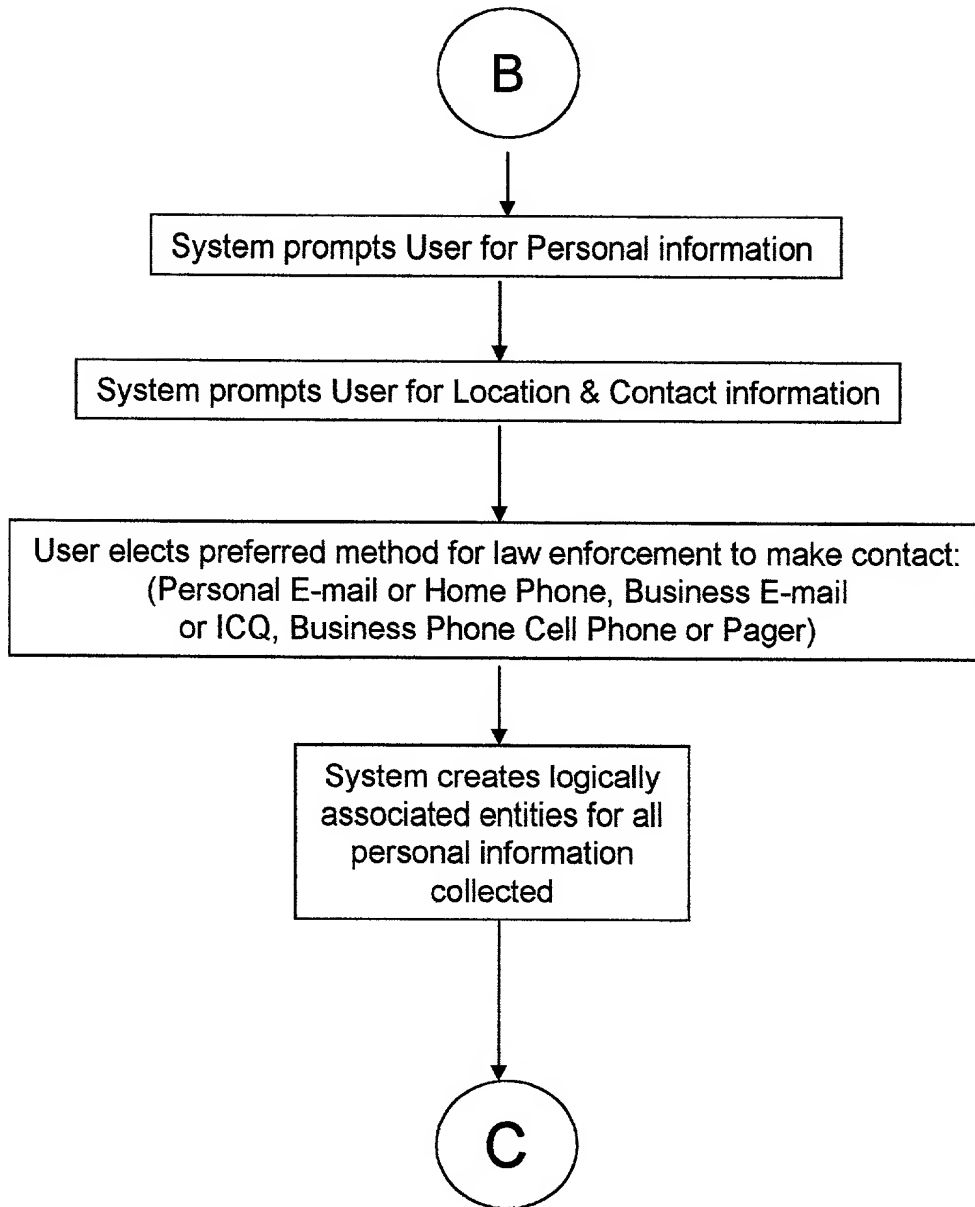 B
System prompts User for Personal information
System prompts User for Location & Contact information
User elects preferred method for law enforcement to make contact:
(Personal E-mail or Home Phone, Business E-mail
or ICQ, Business Phone Cell Phone or Pager)
System creates logically
associated entities for all
personal information
collected
C